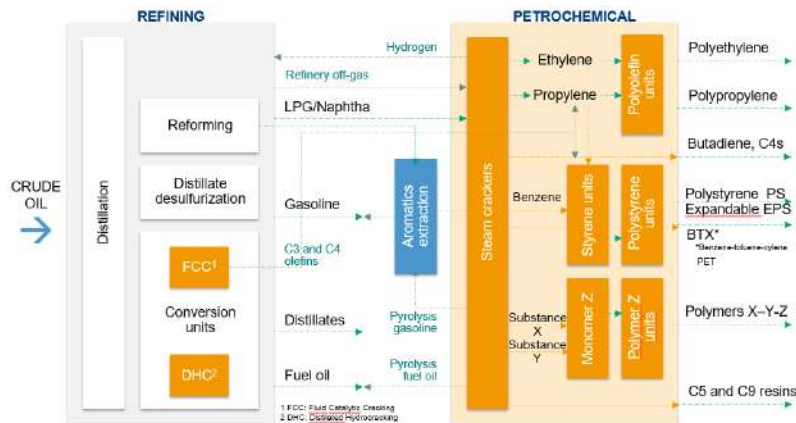 REFINING
PETROCHEMICAL
Hydrogen
Refinery off-gas
LPG/Naphtha
Reforming
Distillate
desulfurization
Gasoline
CRUDE
OIL
Distillation
FCC¹
C3 and C4
olefins
Conversion
units
DHC²
Distillates
Fuel oil
Aromatics
extraction
Pyrolysis
gasoline
Pyrolysis
fuel oil
1 FCC: Fluid Catalytic Cracking
2 DHC: Distillated Hydrocracking
Steam crackers
Ethylene
Propylene
Polyolefin
units
Benzene
Styrene units
Polystyrene
units
Substance
X
Substance
Y
Monomer Z
Polymer Z
units
Polyethylene
Polypropylene
Butadiene, C4s
Polystyrene PS
Expandable EPS
BTX*
*Benzene-toluene-xylene
PET
Polymers X–Y-Z
C5 and C9 resins